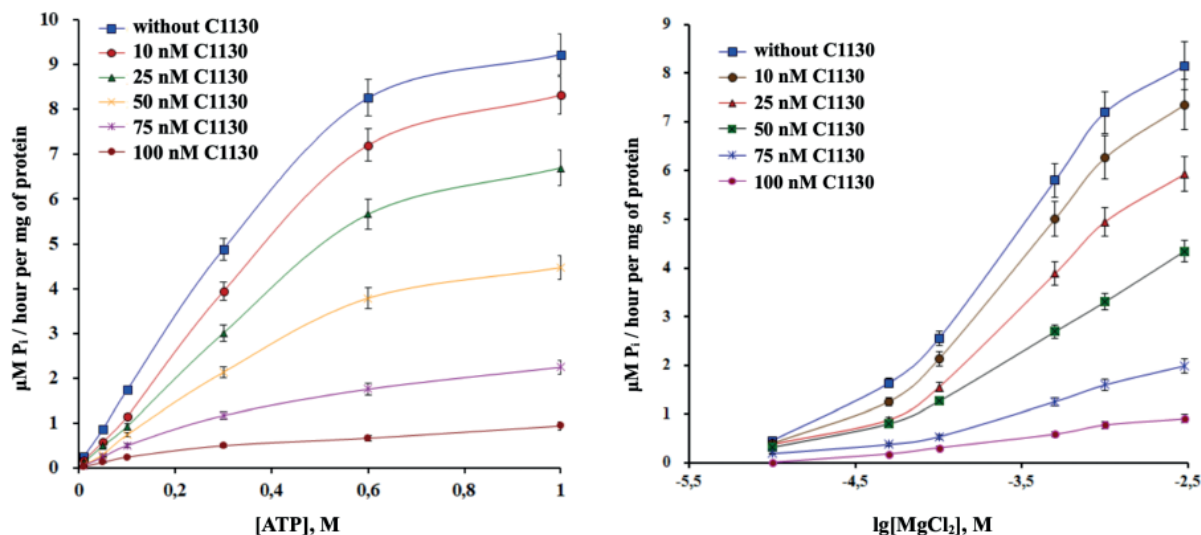 without C1130
10 nM C1130
25 nM C1130
50 nM C1130
75 nM C1130
100 nM C1130
µM Pᵢ / hour per mg of protein
10
9
8
7
6
5
4
3
2
1
0
0 0,2 0,4 0,6 0,8 1
[ATP], M
without C1130
10 nM C1130
25 nM C1130
50 nM C1130
75 nM C1130
100 nM C1130
µM Pᵢ / hour per mg of protein
9
8
7
6
5
4
3
2
1
0
-5,5 -4,5 -3,5 -2,5
lg[MgCl₂], M